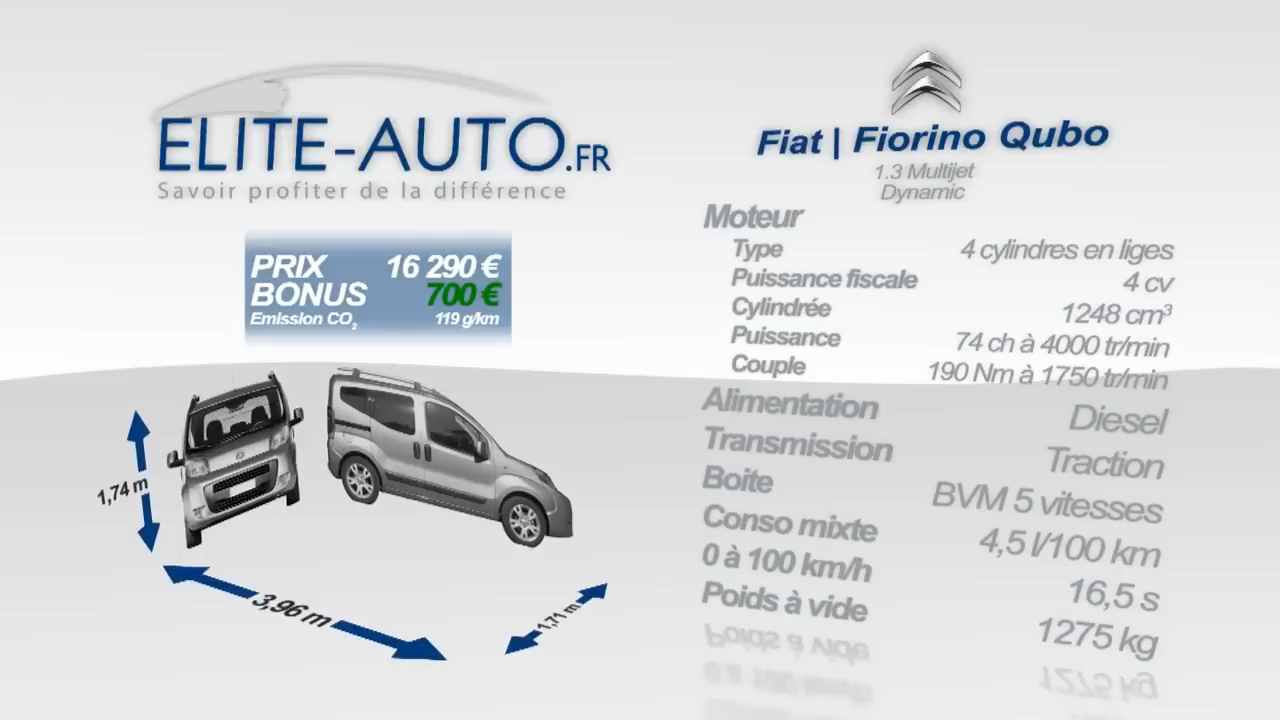 ELITE-AUTO.FR
Savoir profiter de la différence
PRIX 16 290 €
BONUS 700 €
Emission CO2 119 g/km
1,74 m
3,96 m
1,71 m
Fiat | Fiorino Qubo
1.3 Multijet
Dynamic
Moteur
Type 4 cylindres en liges
Puissance fiscale 4 cv
Cylindrée 1248 cm³
Puissance 74 ch à 4000 tr/min
Couple 190 Nm à 1750 tr/min
Alimentation Diesel
Transmission Traction
Boite BVM 5 vitesses
Conso mixte 4,5 l/100 km
0 à 100 km/h 16,5 s
Poids à vide 1275 kg